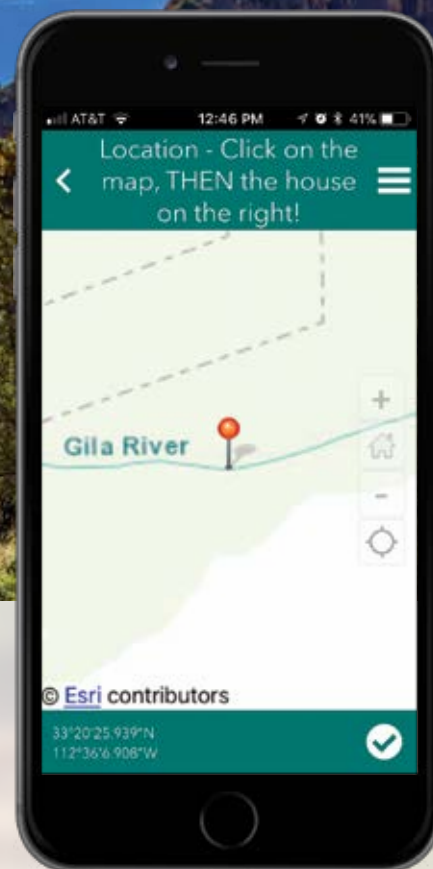 AT&T 12:46 PM 41%
Location - Click on the
map, THEN the house
on the right!
Gila River
+
-
© Esri contributors
33°20'25.939"N
112°36'6.908"W